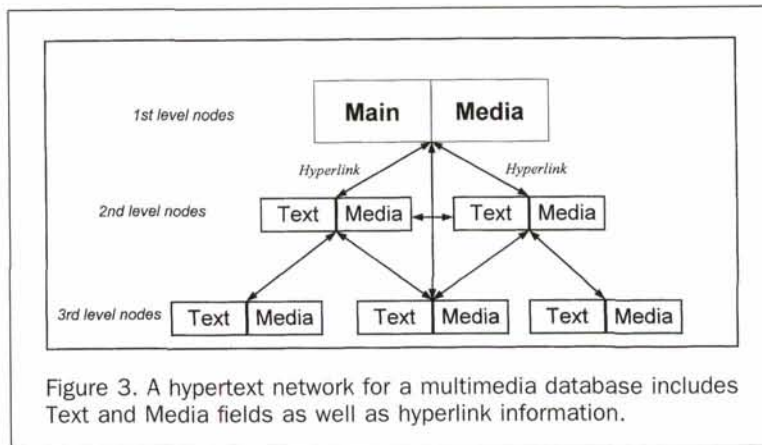 1st level nodes
Main Media
Hyperlink Hyperlink
2nd level nodes
Text Media Text Media
3rd level nodes
Text Media Text Media Text Media
Figure 3. A hypertext network for a multimedia database includes
Text and Media fields as well as hyperlink information.